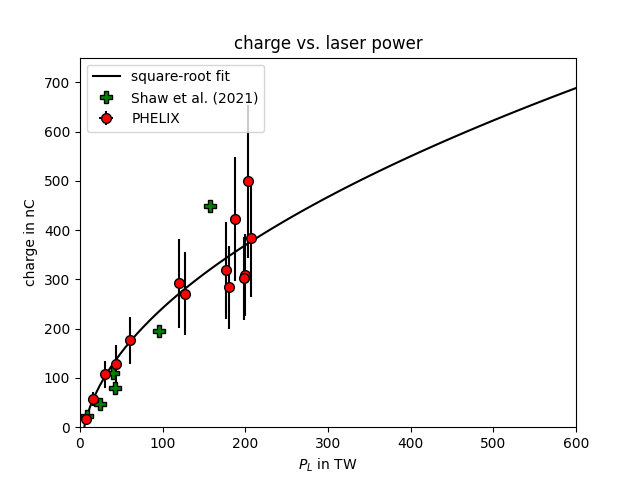 charge vs. laser power
square-root fit
Shaw et al. (2021)
PHELIX
charge in nC
700
600
500
400
300
200
100
0
0 100 200 300 400 500 600
P_L in TW